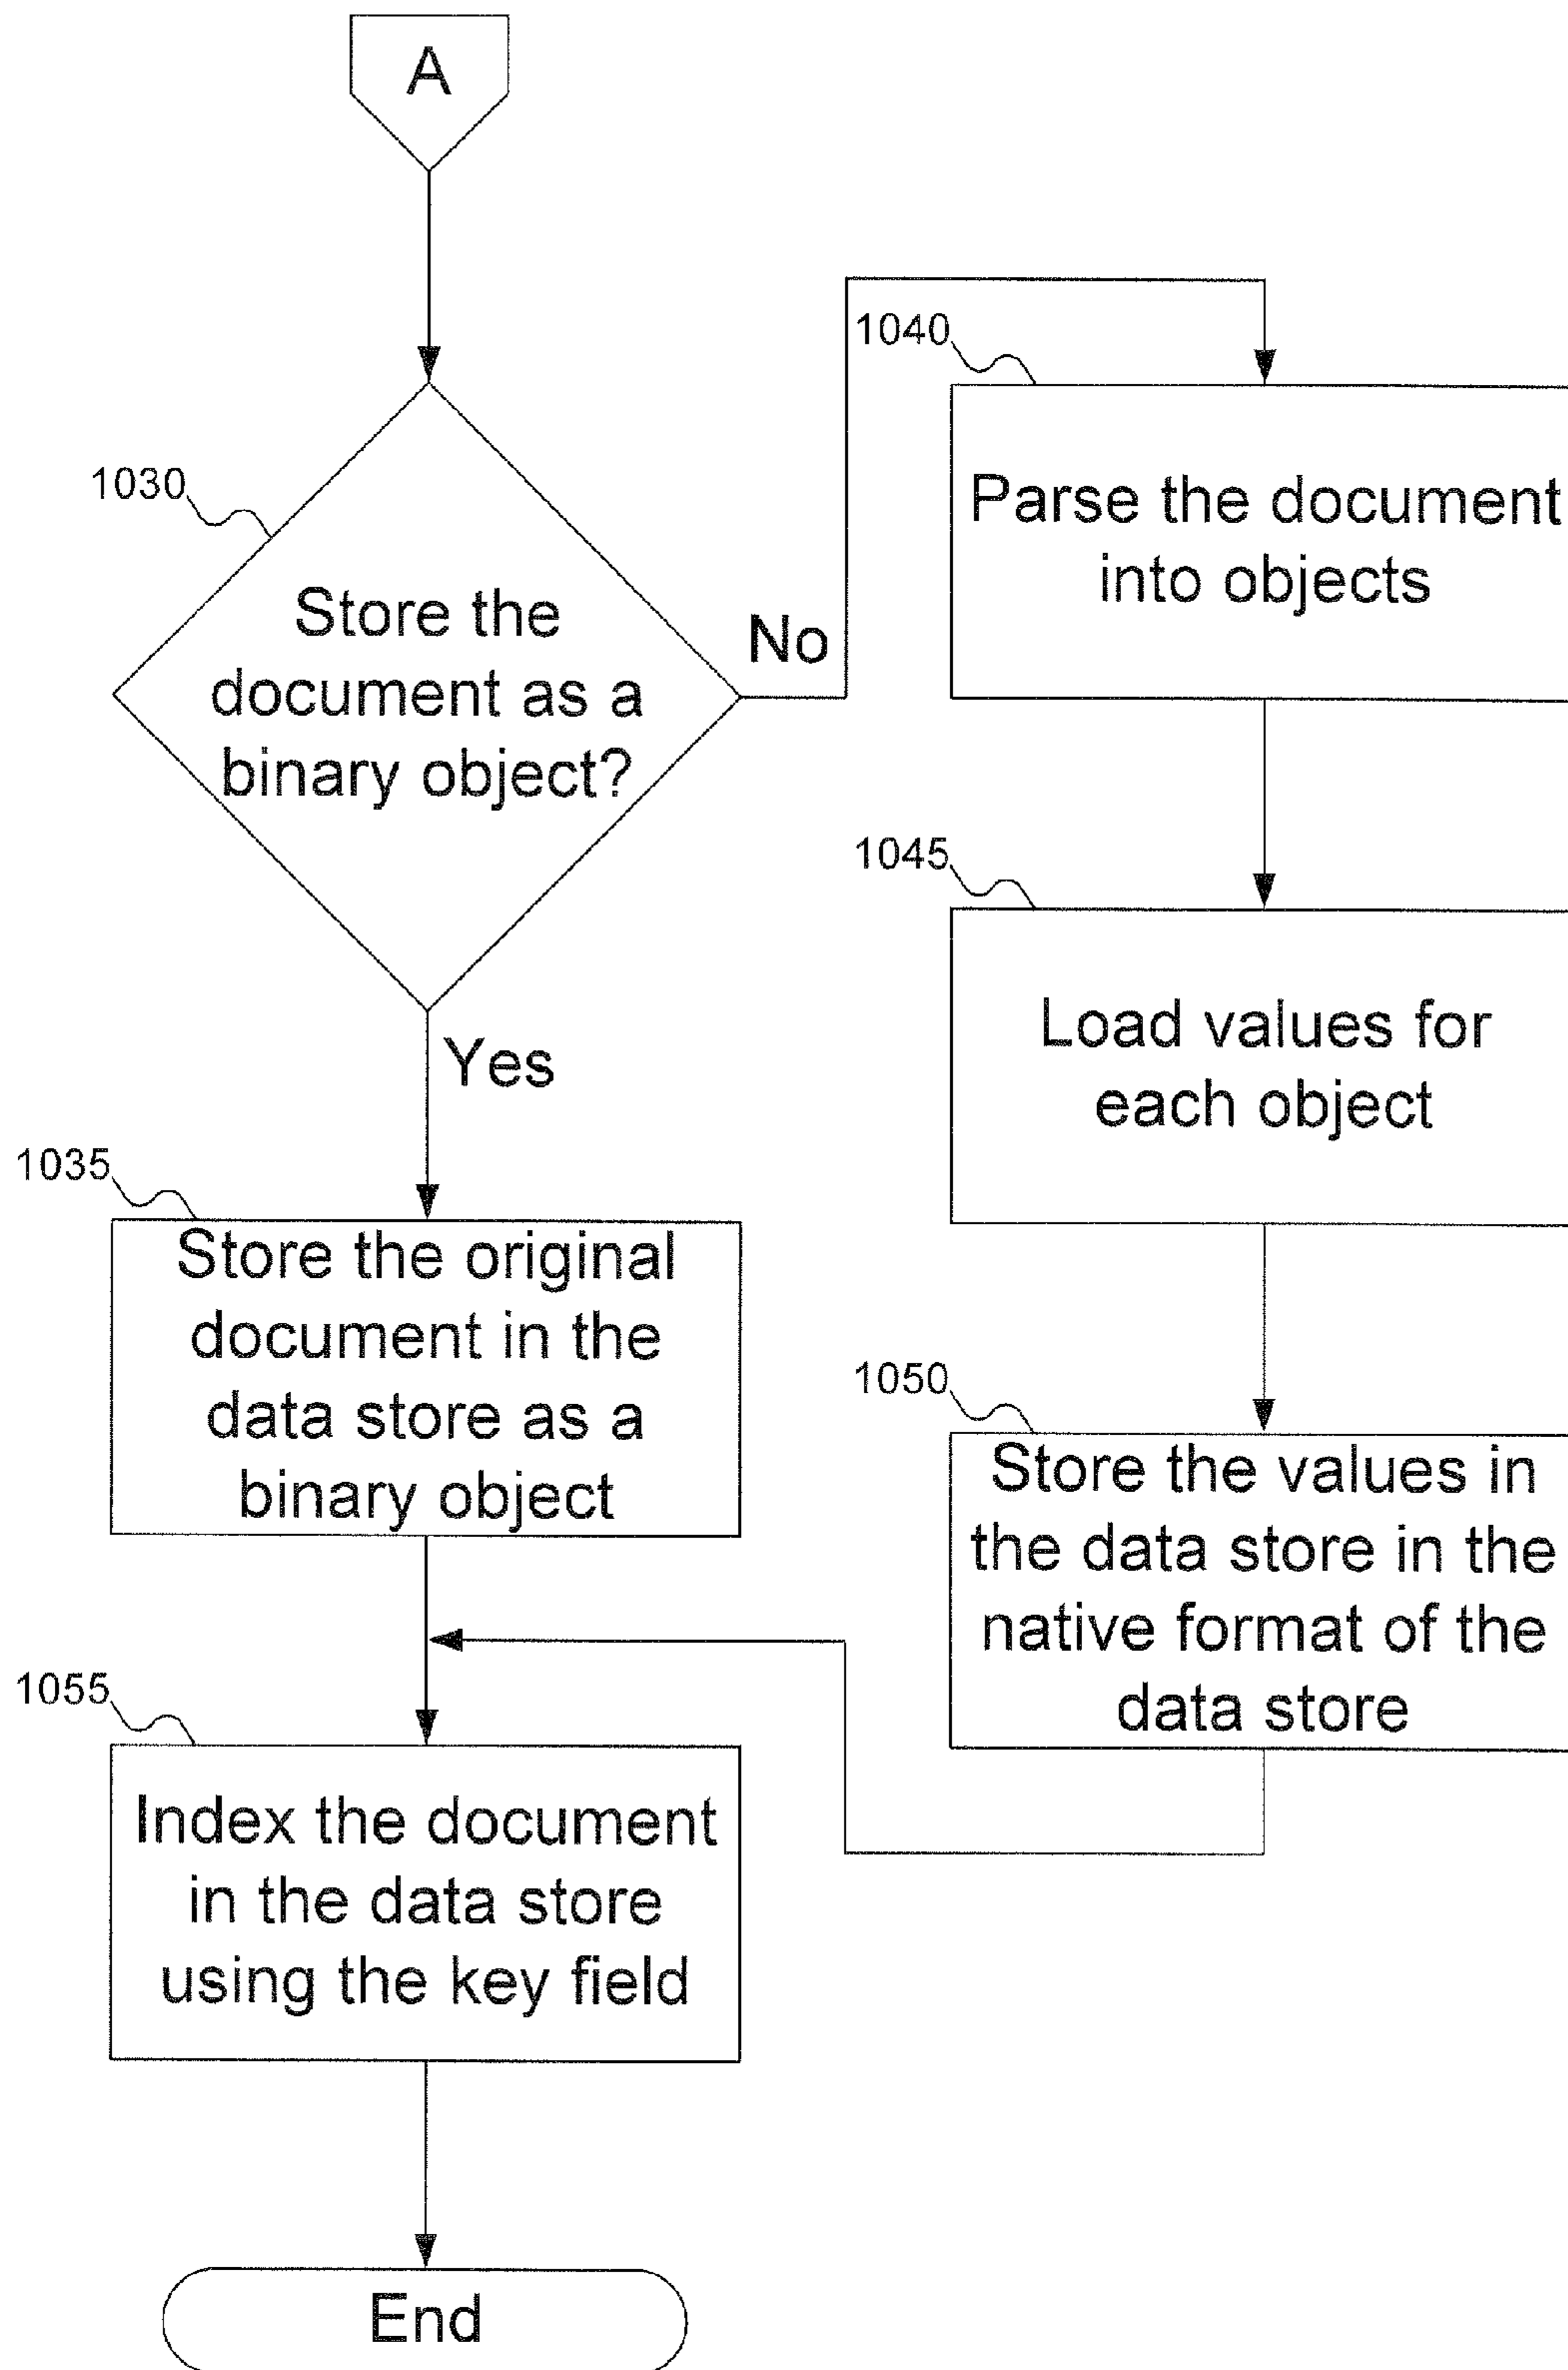 A
1030
Store the
document as a
binary object?
No
Yes
1040
Parse the document
into objects
1045
Load values for
each object
1035
Store the original
document in the
data store as a
binary object
1050
Store the values in
the data store in the
native format of the
data store
1055
Index the document
in the data store
using the key field
End